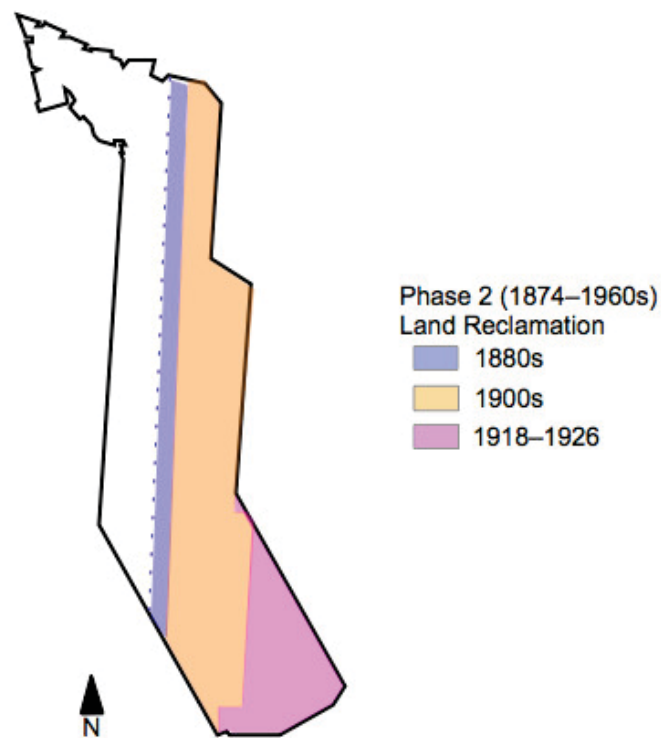 Phase 2 (1874–1960s)
Land Reclamation
1880s
1900s
1918–1926
N